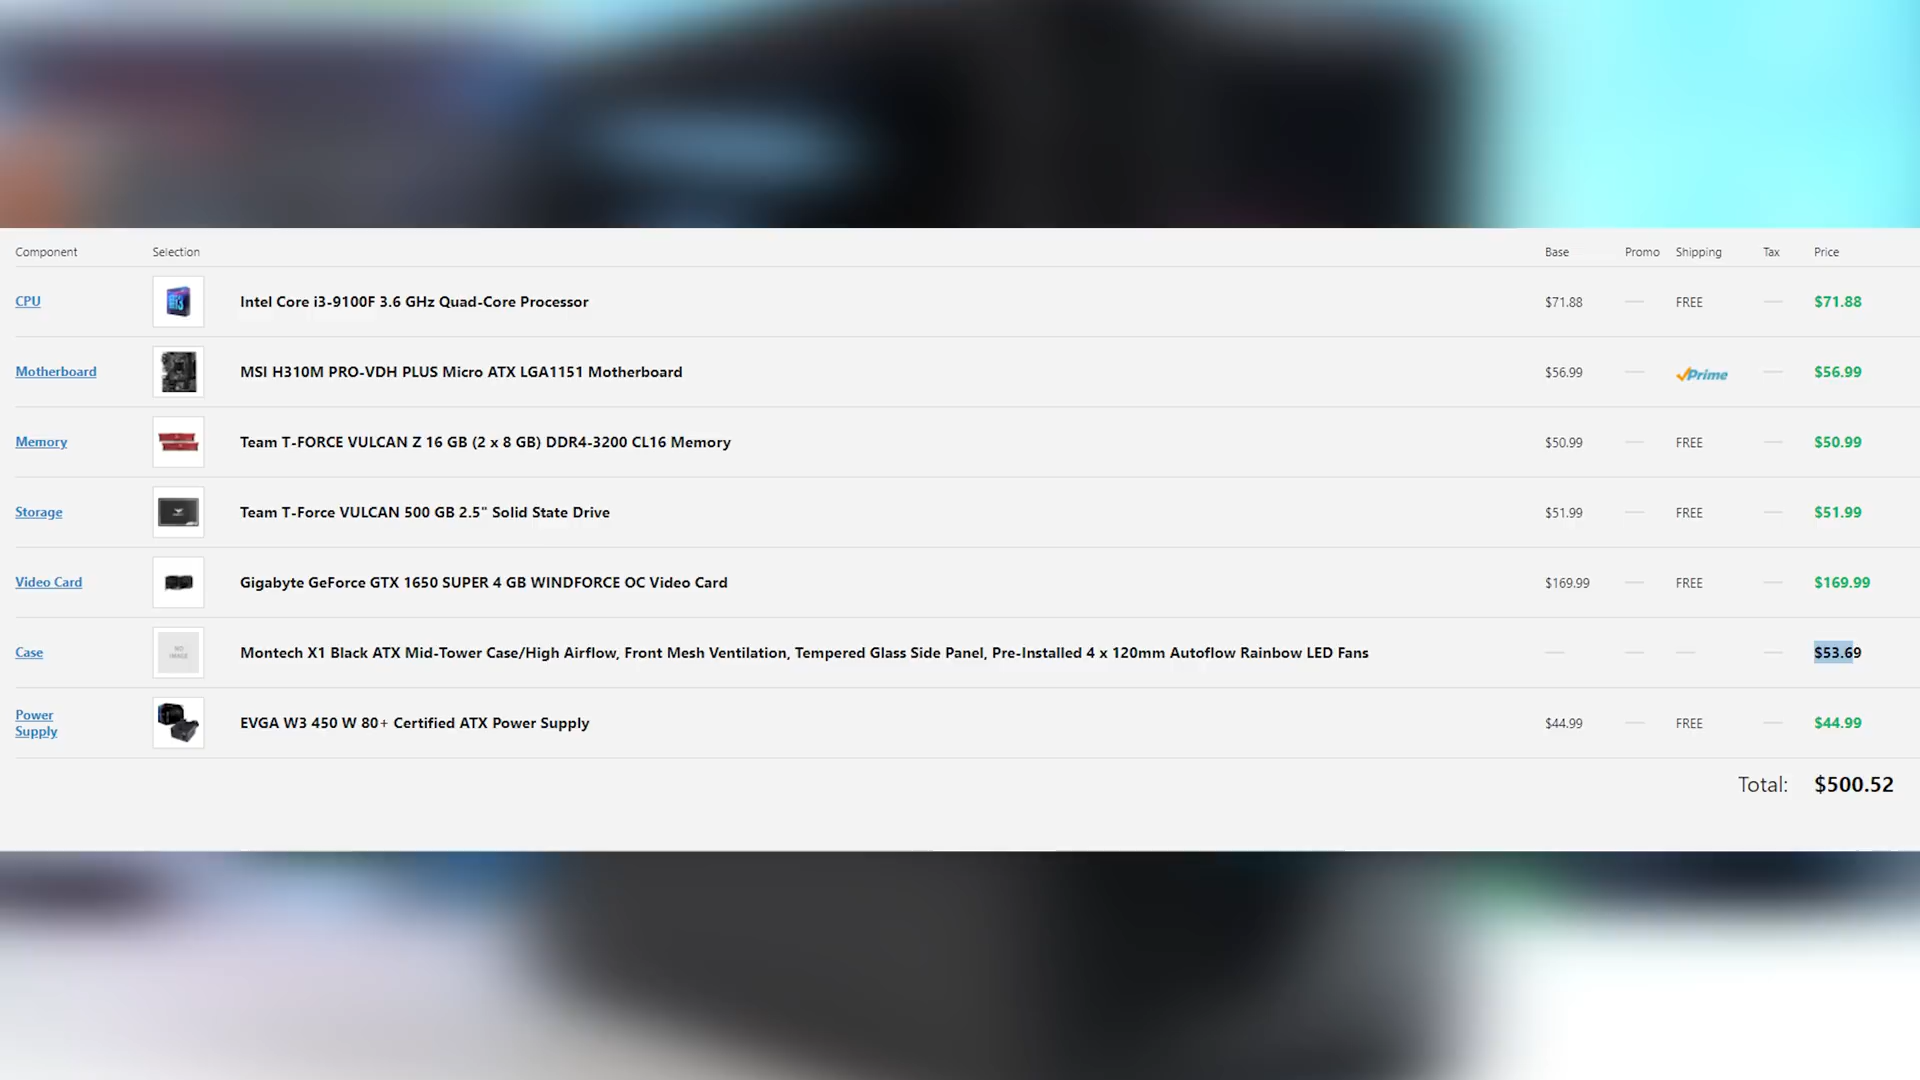 Component Selection Base Promo Shipping Tax Price
CPU Intel Core i3-9100F 3.6 GHz Quad-Core Processor $71.88 — FREE — $71.88
Motherboard MSI H310M PRO-VDH PLUS Micro ATX LGA1151 Motherboard $56.99 — Prime — $56.99
Memory Team T-FORCE VULCAN Z 16 GB (2 x 8 GB) DDR4-3200 CL16 Memory $50.99 — FREE — $50.99
Storage Team T-Force VULCAN 500 GB 2.5" Solid State Drive $51.99 — FREE — $51.99
Video Card Gigabyte GeForce GTX 1650 SUPER 4 GB WINDFORCE OC Video Card $169.99 — FREE — $169.99
NO
IMAGE
Case Montech X1 Black ATX Mid-Tower Case/High Airflow, Front Mesh Ventilation, Tempered Glass Side Panel, Pre-Installed 4 x 120mm Autoflow Rainbow LED Fans — — — — $53.69
Power
Supply EVGA W3 450 W 80+ Certified ATX Power Supply $44.99 — FREE — $44.99
Total: $500.52